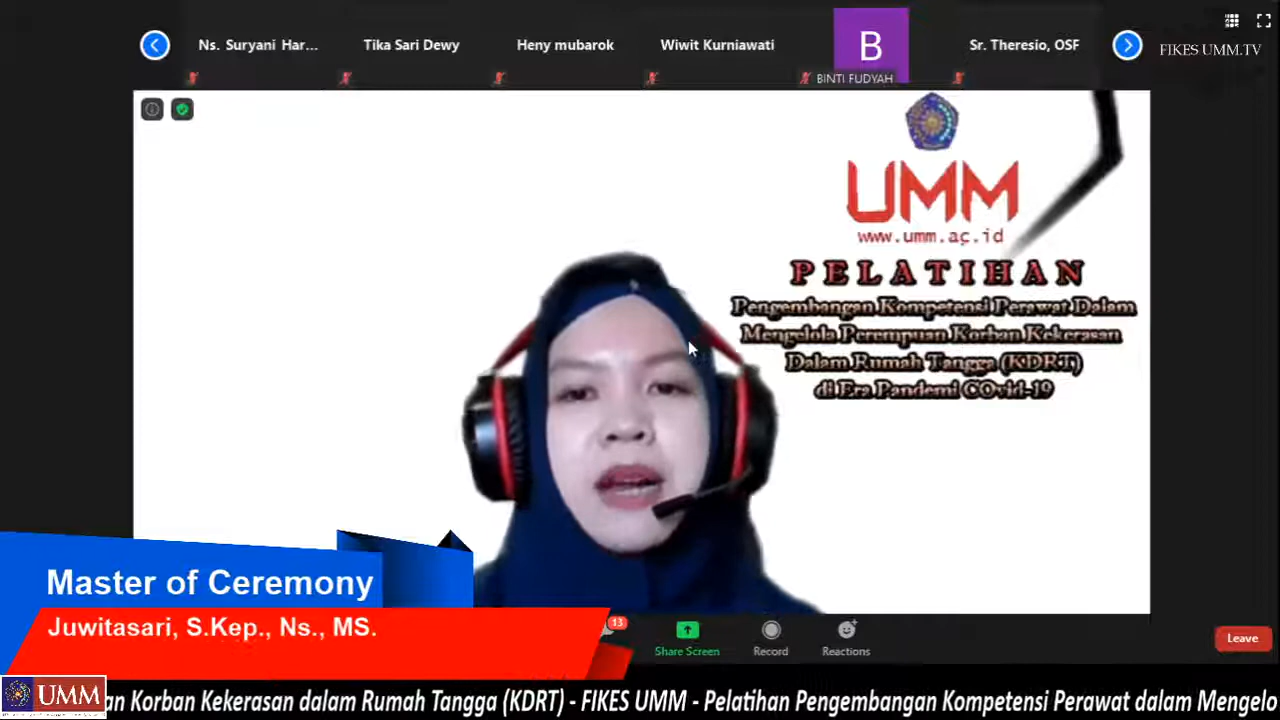 Ns. Suryani Har...
Tika Sari Dewy
Heny mubarok
Wiwit Kurniawati
B
BINTI FUDYAH
Sr. Theresio, OSF
FIKES UMM.TV
UMM
www.umm.ac.id
PELATIHAN
Pengembangan Kompetensi Perawat Dalam
Mengelola Perempuan Korban Kekerasan
Dalam Rumah Tangga (KDRT)
di Era Pandemi COvid-19
Master of Ceremony
Juwitasari, S.Kep., Ns., MS.
13
Share Screen
Record
Reactions
Leave
UMM
an Korban Kekerasan dalam Rumah Tangga (KDRT) - FIKES UMM - Pelatihan Pengembangan Kompetensi Perawat dalam Mengelo